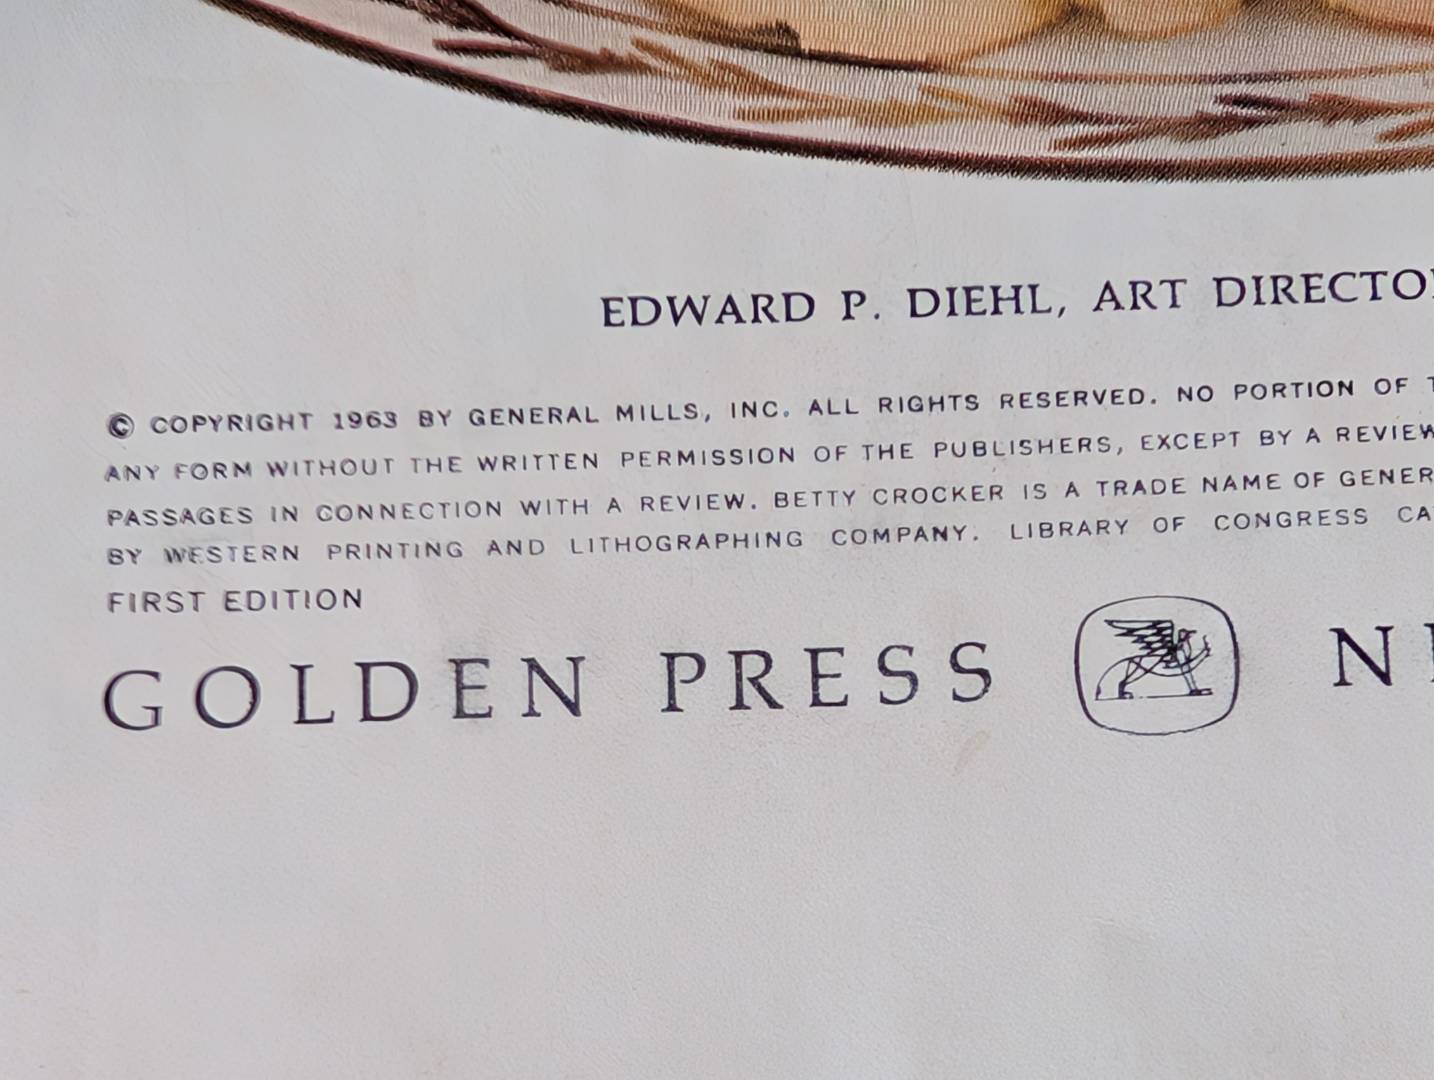 EDWARD P. DIEHL, ART DIRECTO
© COPYRIGHT 1963 BY GENERAL MILLS, INC. ALL RIGHTS RESERVED. NO PORTION OF
ANY FORM WITHOUT THE WRITTEN PERMISSION OF THE PUBLISHERS, EXCEPT BY A REVIEW
PASSAGES IN CONNECTION WITH A REVIEW. BETTY CROCKER IS A TRADE NAME OF GENER
BY WESTERN PRINTING AND LITHOGRAPHING COMPANY. LIBRARY OF CONGRESS CA
FIRST EDITION
GOLDEN PRESS N